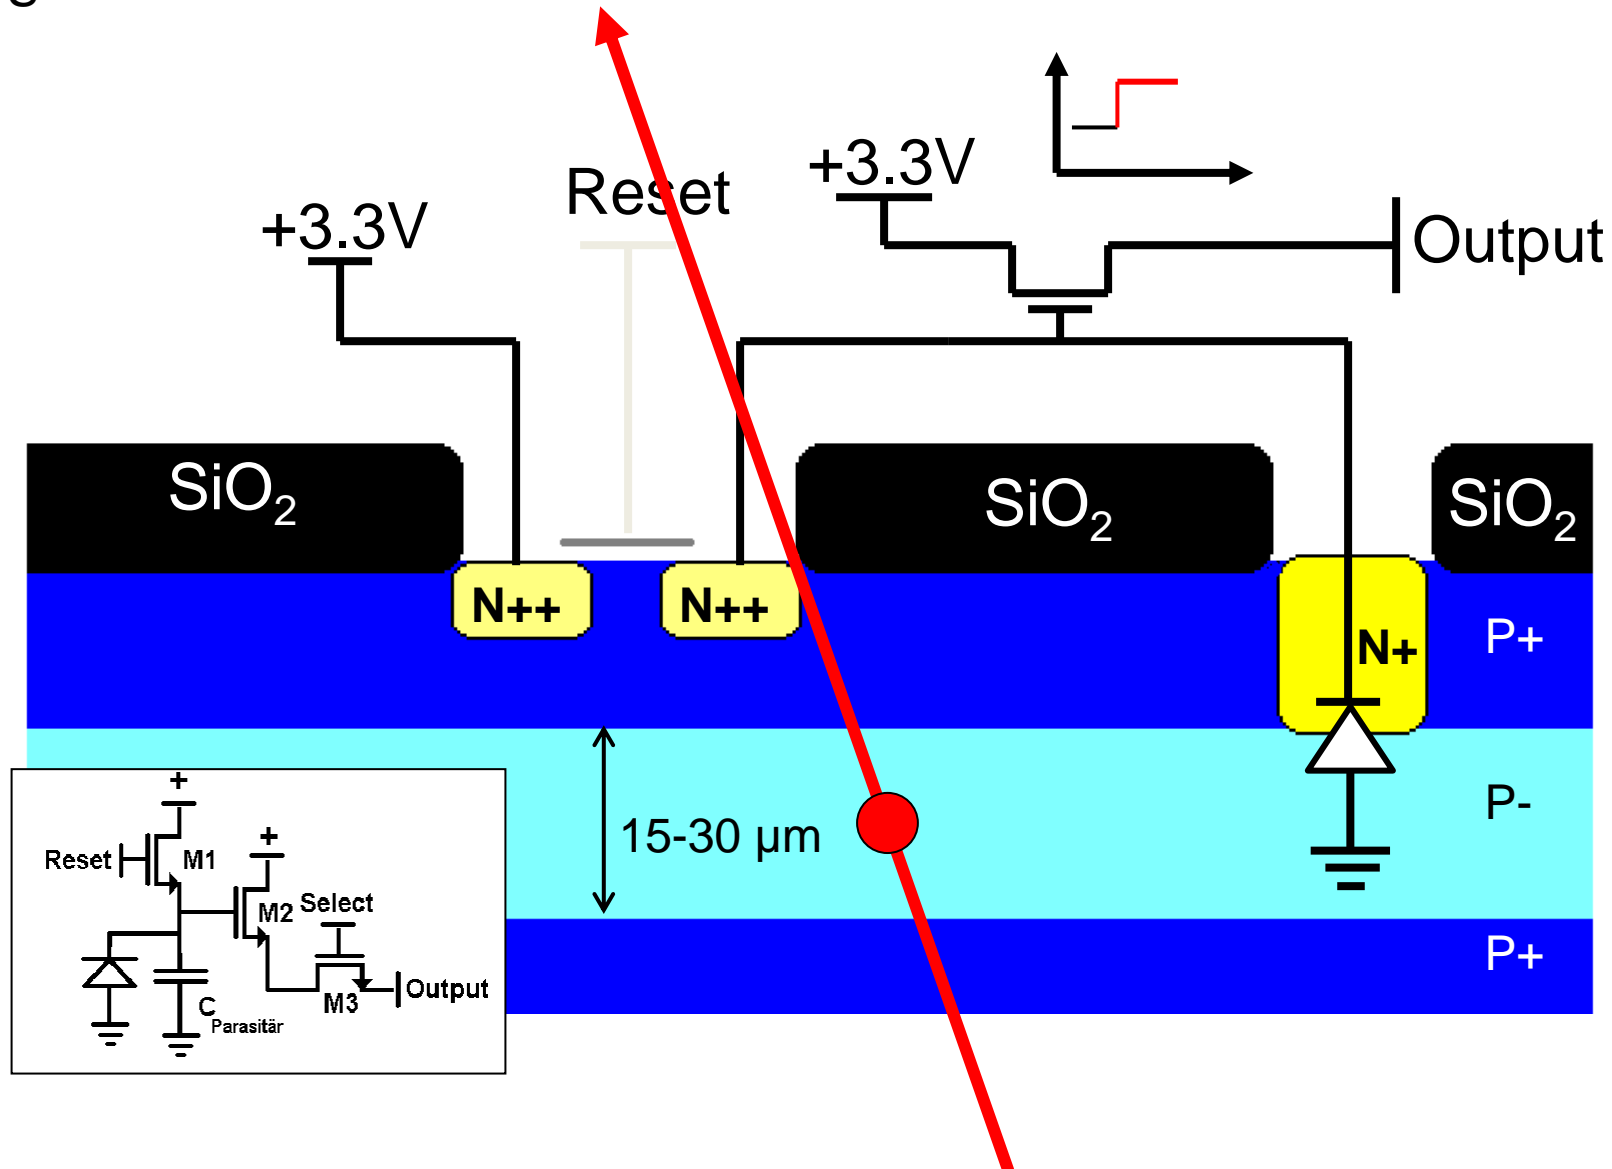 +3.3V
Reset
+3.3V
Output
SiO2
SiO2
SiO2
N++
N++
N+
P+
15-30 µm
P-
P+
+
+
Reset
M1
M2
Select
M3
Output
C Parasitär